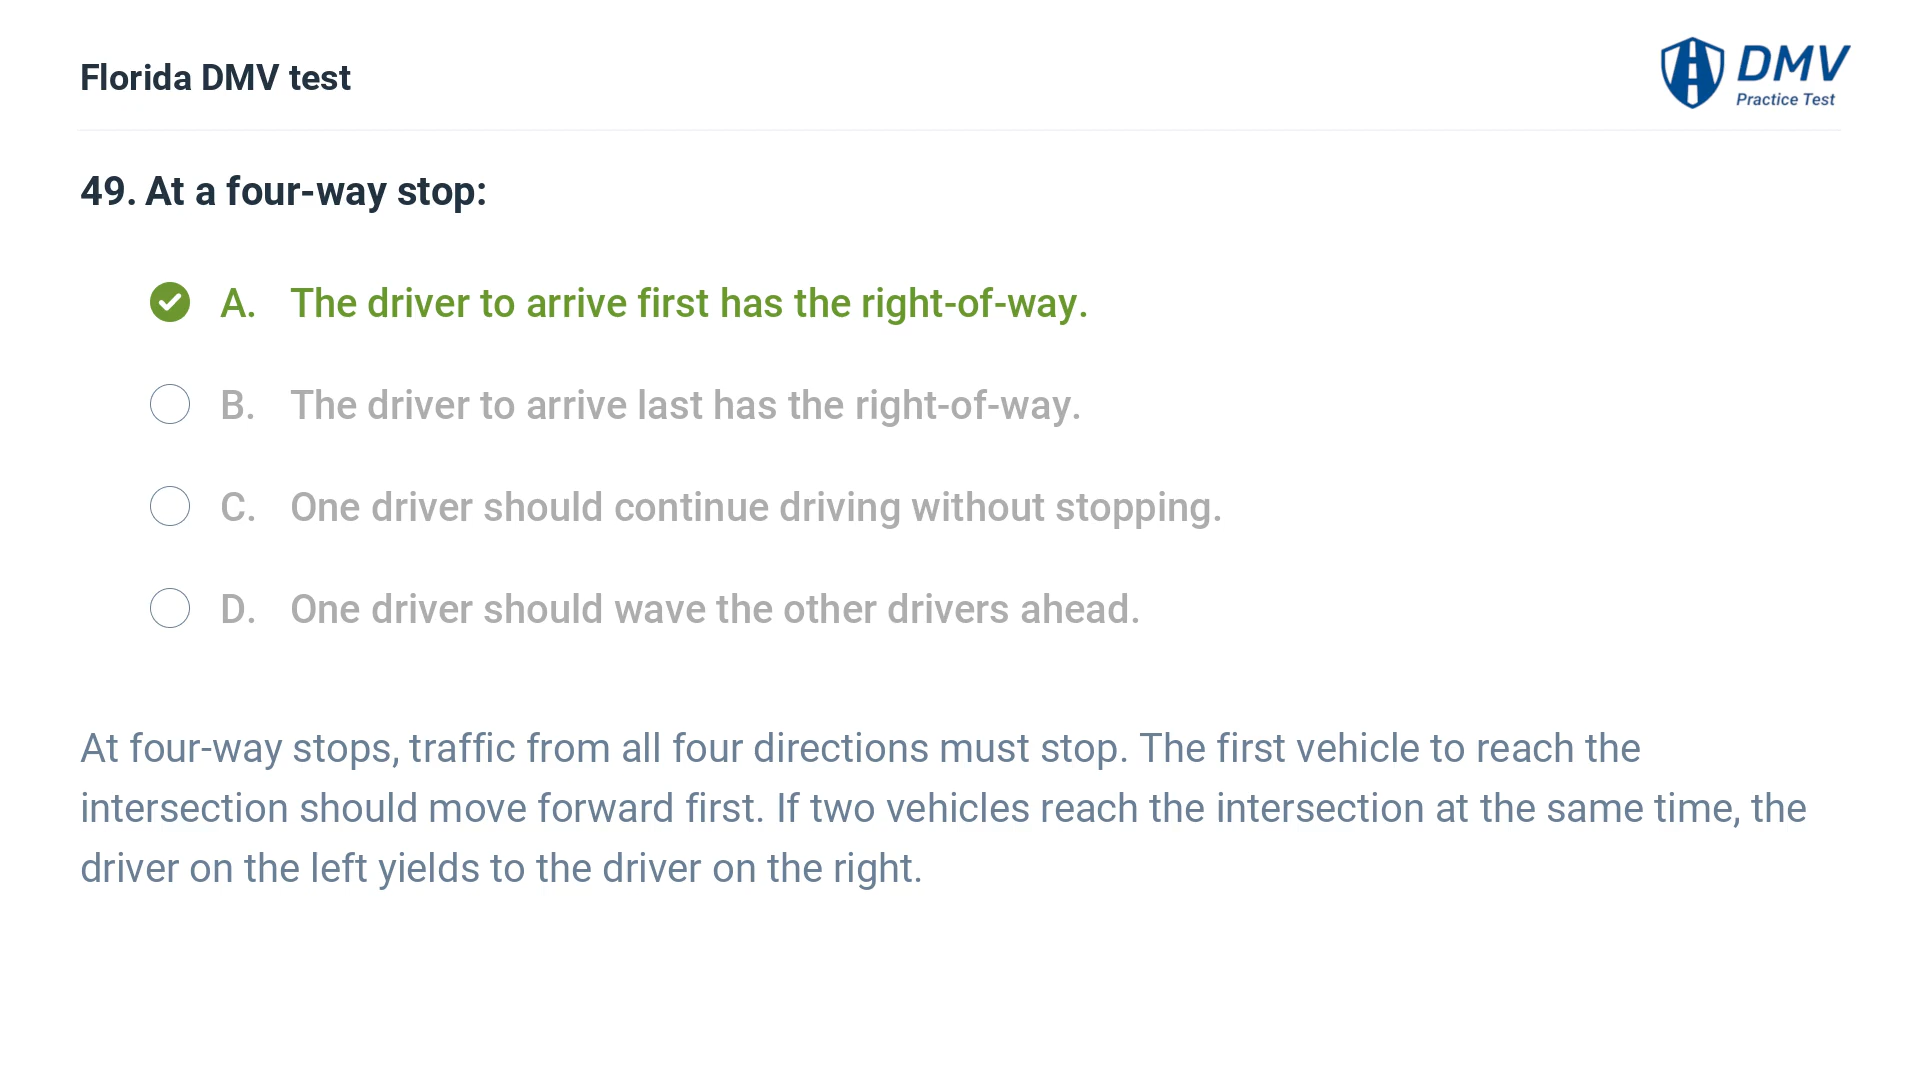 Florida DMV test
DMV
Practice Test
49. At a four-way stop:
A. The driver to arrive first has the right-of-way.
B. The driver to arrive last has the right-of-way.
C. One driver should continue driving without stopping.
D. One driver should wave the other drivers ahead.
At four-way stops, traffic from all four directions must stop. The first vehicle to reach the
intersection should move forward first. If two vehicles reach the intersection at the same time, the
driver on the left yields to the driver on the right.